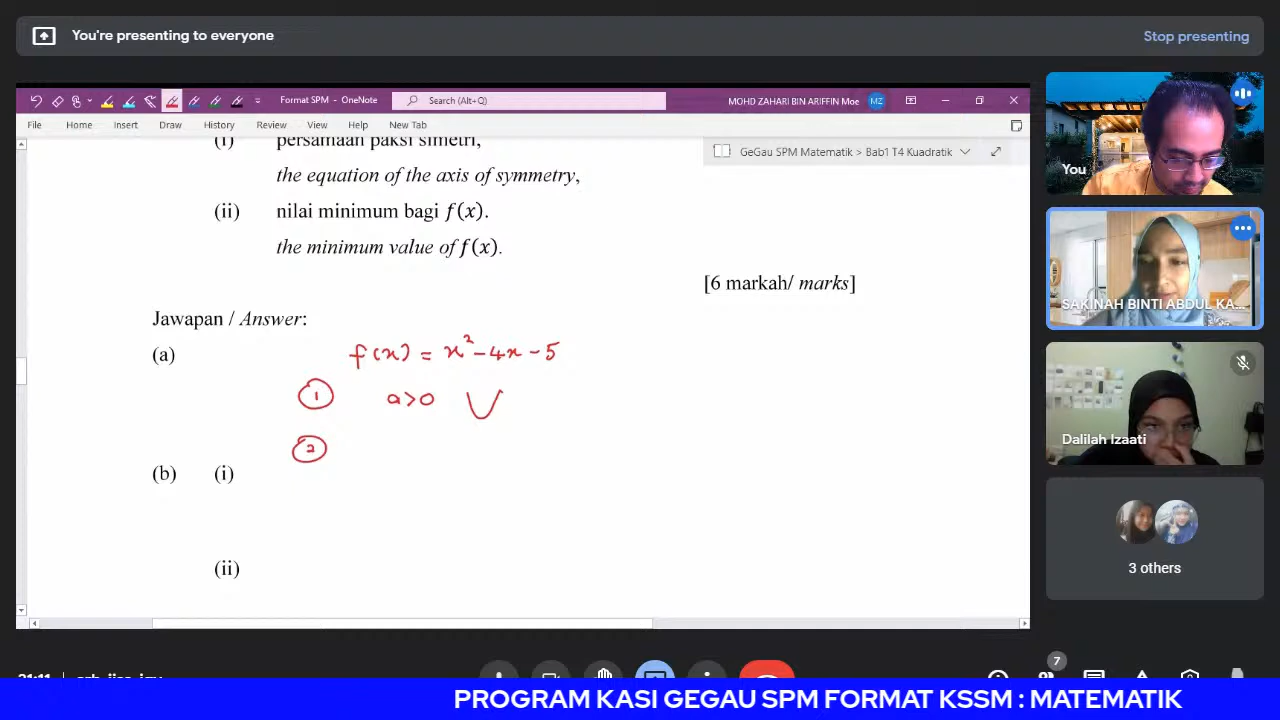 You're presenting to everyone
Stop presenting
Format SPM - OneNote
Search (Alt+Q)
MOHD ZAHARI BIN ARIFFIN Moe
MZ
File Home Insert Draw History Review View Help New Tab
GeGau SPM Matematik > Bab1 T4 Kuadratik
(i) persamaan paksi simetri,
the equation of the axis of symmetry,
(ii) nilai minimum bagi f(x).
the minimum value of f(x).
[6 markah/ marks]
Jawapan / Answer:
(a) f(x) = x² - 4x - 5
1 a > 0
2
(b) (i)
(ii)
You
SAKINAH BINTI ABDUL KA...
Dalilah Izaati
3 others
7
PROGRAM KASI GEGAU SPM FORMAT KSSM : MATEMATIK